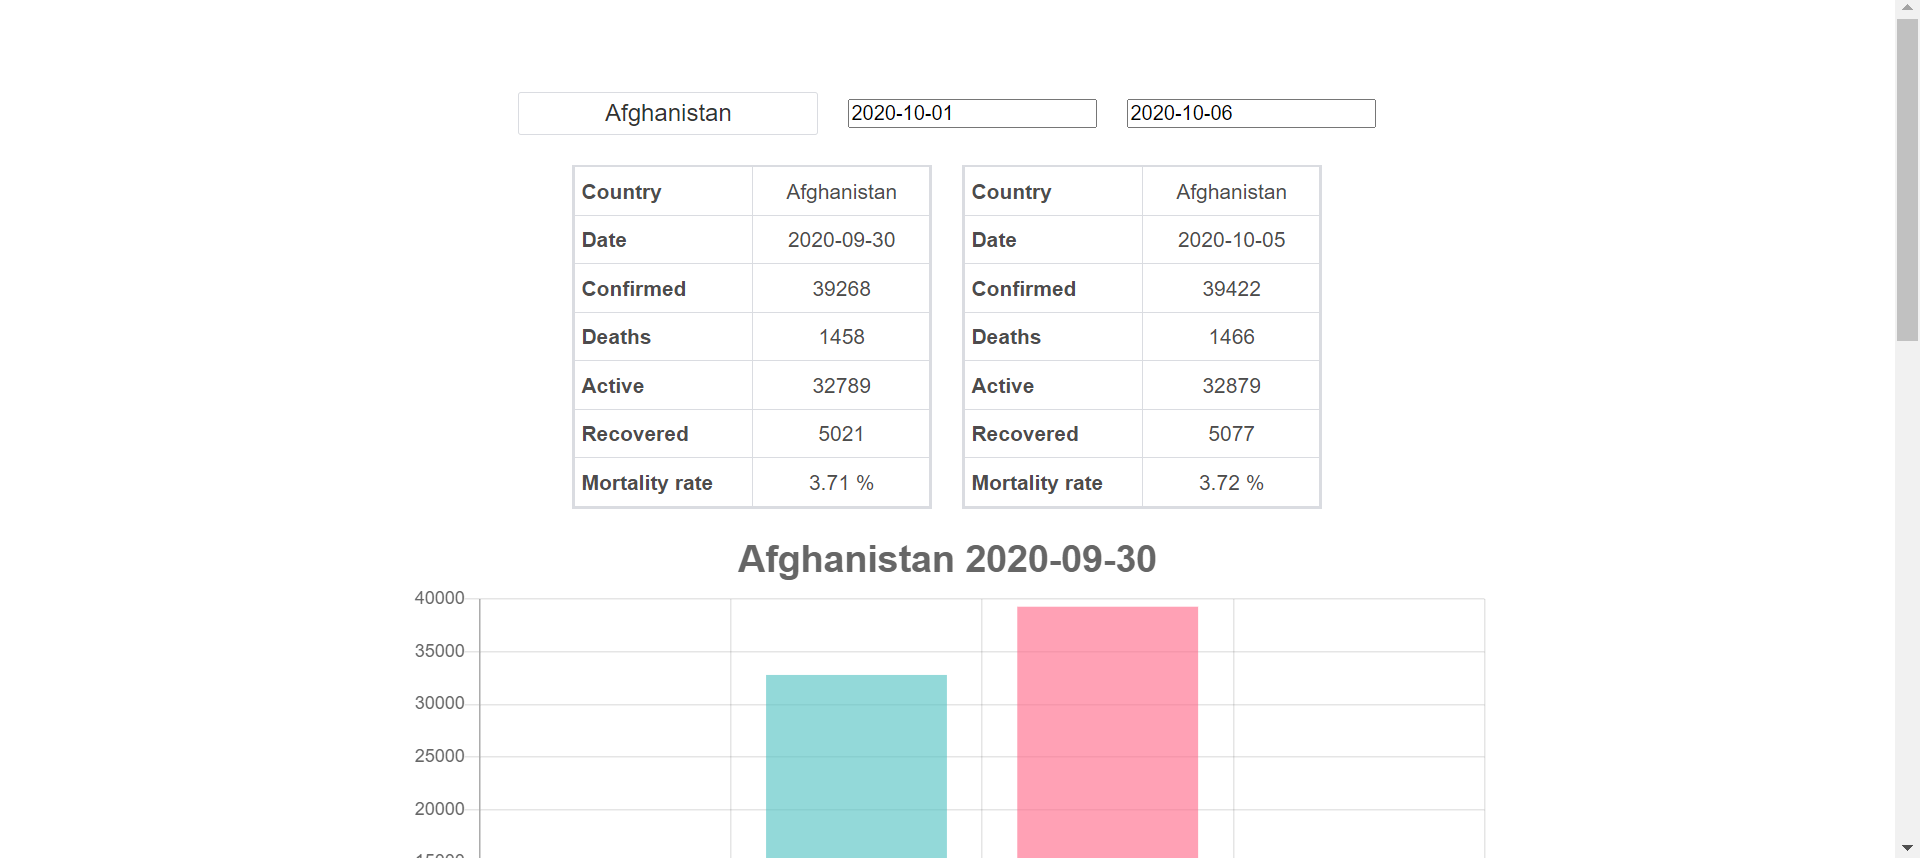 Afghanistan 2020-10-01 2020-10-06
Country Afghanistan Country Afghanistan
Date 2020-09-30 Date 2020-10-05
Confirmed 39268 Confirmed 39422
Deaths 1458 Deaths 1466
Active 32789 Active 32879
Recovered 5021 Recovered 5077
Mortality rate 3.71 % Mortality rate 3.72 %
Afghanistan 2020-09-30
40000
35000
30000
25000
20000